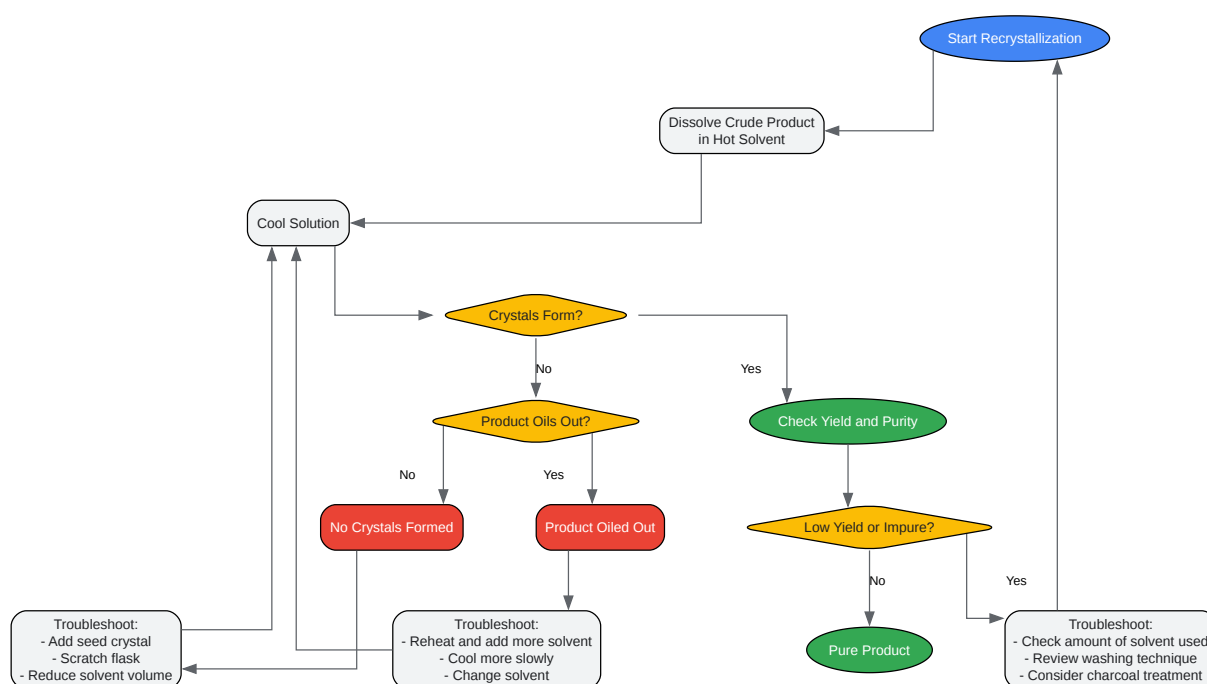 Start Recrystallization
Dissolve Crude Product
in Hot Solvent
Cool Solution
Crystals Form?
No
Yes
Product Oils Out?
Check Yield and Purity
No
Yes
No Crystals Formed
Product Oiled Out
Low Yield or Impure?
No
Yes
Troubleshoot:
- Add seed crystal
- Scratch flask
- Reduce solvent volume
Troubleshoot:
- Reheat and add more solvent
- Cool more slowly
- Change solvent
Pure Product
Troubleshoot:
- Check amount of solvent used
- Review washing technique
- Consider charcoal treatment